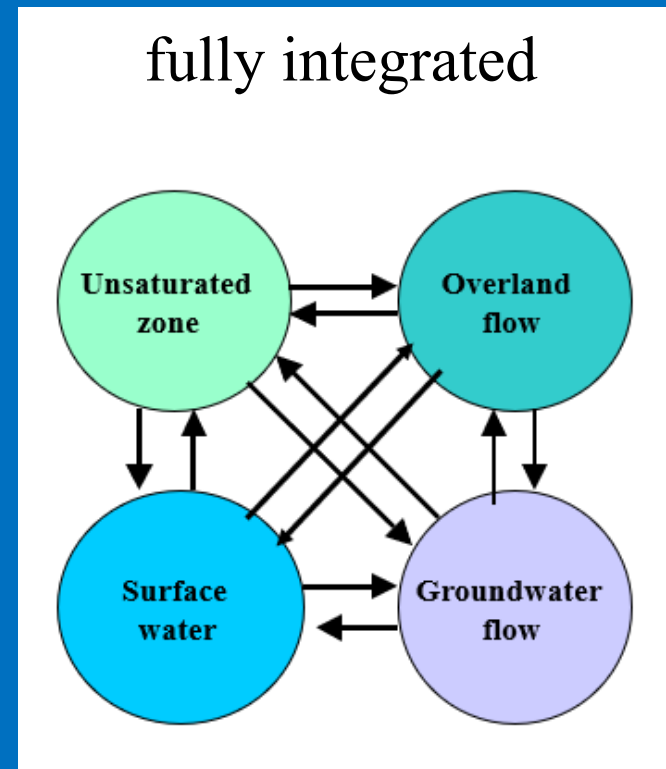 fully integrated
Unsaturated
zone
Overland
flow
Surface
water
Groundwater
flow